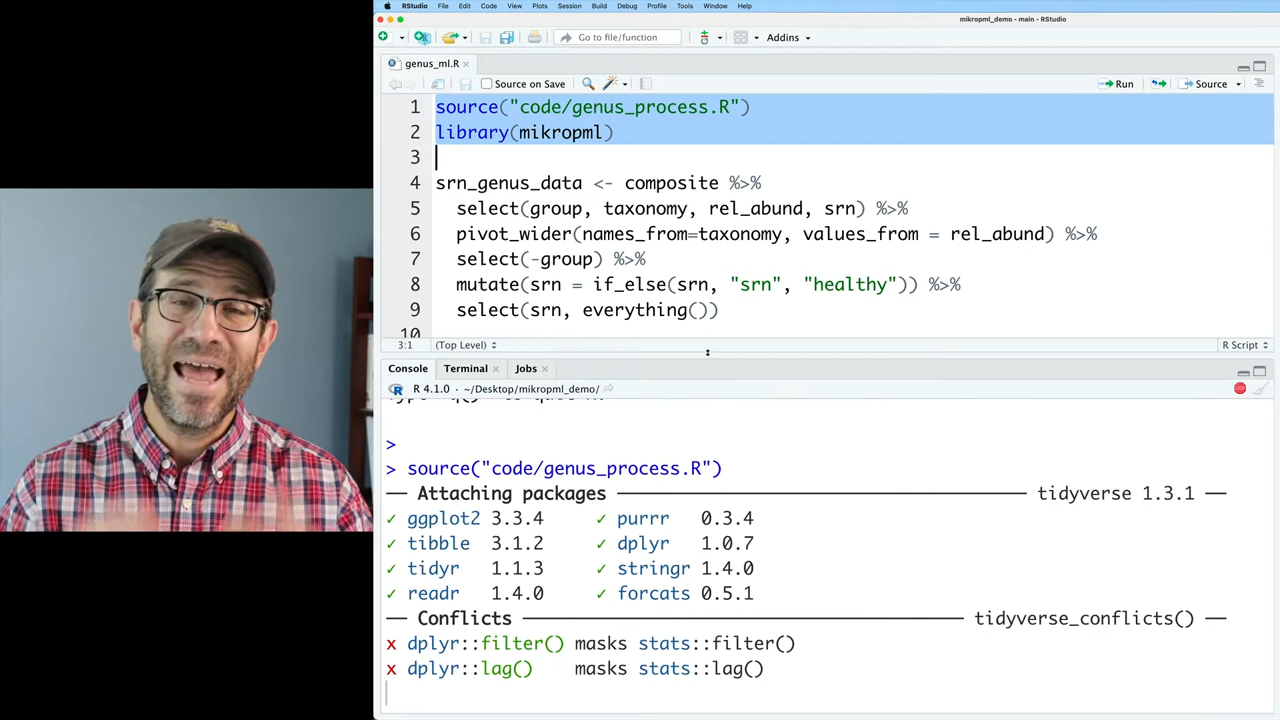 RStudio File Edit Code View Plots Session Build Debug Profile Tools Window Help
mikropml_demo - main - RStudio
Go to file/function Addins
genus_ml.R
Source on Save Run Source
1 source("code/genus_process.R")
2 library(mikropml)
3
4 srn_genus_data <- composite %>%
5 select(group, taxonomy, rel_abund, srn) %>%
6 pivot_wider(names_from=taxonomy, values_from = rel_abund) %>%
7 select(-group) %>%
8 mutate(srn = if_else(srn, "srn", "healthy")) %>%
9 select(srn, everything())
10
3:1 (Top Level) R Script
Console Terminal Jobs
R 4.1.0 · ~/Desktop/mikropml_demo/
>
> source("code/genus_process.R")
── Attaching packages ── tidyverse 1.3.1 ──
✓ ggplot2 3.3.4 ✓ purrr 0.3.4
✓ tibble 3.1.2 ✓ dplyr 1.0.7
✓ tidyr 1.1.3 ✓ stringr 1.4.0
✓ readr 1.4.0 ✓ forcats 0.5.1
── Conflicts ── tidyverse_conflicts() ──
x dplyr::filter() masks stats::filter()
x dplyr::lag() masks stats::lag()